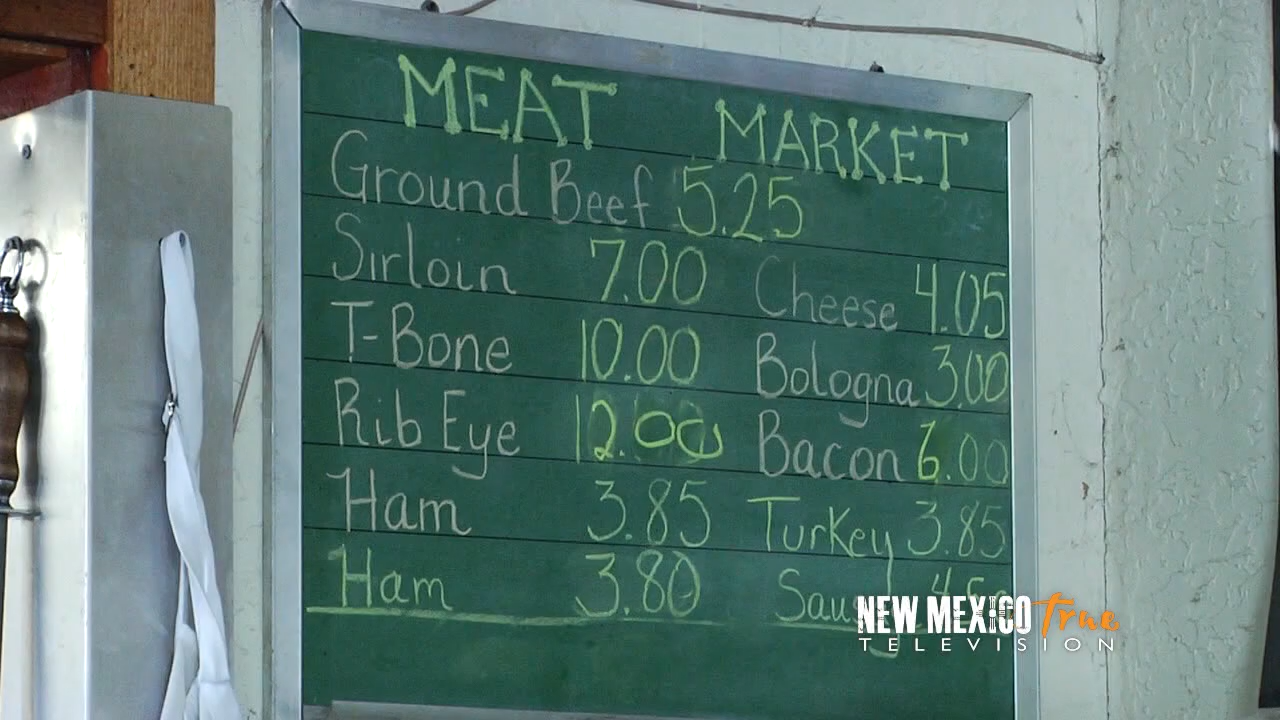 MEAT MARKET
Ground Beef 5.25
Sirloin 7.00 Cheese 4.05
T-Bone 10.00 Bologna 3.00
Rib Eye 12.00 Bacon 6.00
Ham 3.85 Turkey 3.85
Ham 3.80
NEW MEXICO True
TELEVISION